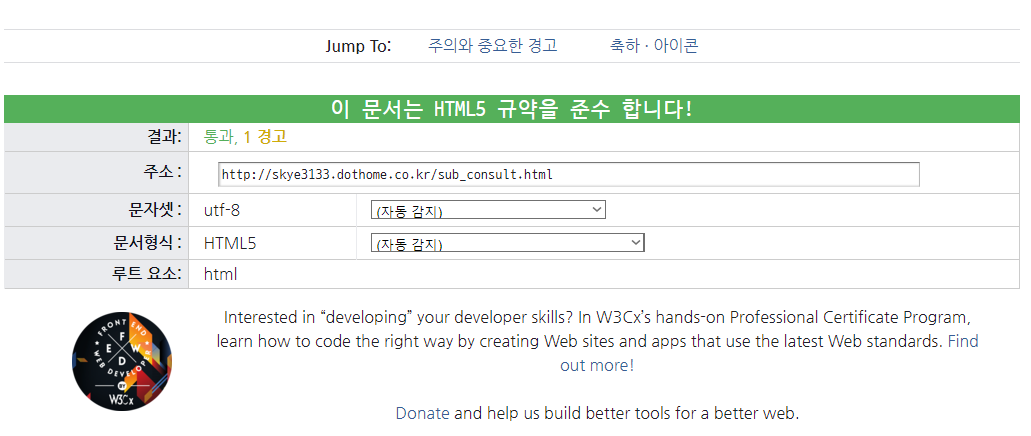 Jump To: 주의와 중요한 경고 축하 · 아이콘
이 문서는 HTML5 규약을 준수 합니다!
결과: 통과, 1 경고
주소 : http://skye3133.dothome.co.kr/sub_consult.html
문자셋 : utf-8 (자동 감지)
문서형식 : HTML5 (자동 감지)
루트 요소: html
Interested in “developing” your developer skills? In W3Cx’s hands-on Professional Certificate Program,
learn how to code the right way by creating Web sites and apps that use the latest Web standards. Find
out more!
Donate and help us build better tools for a better web.
FRONT END
F
E W
D
WEB DEVELOPER
BY
W3Cx